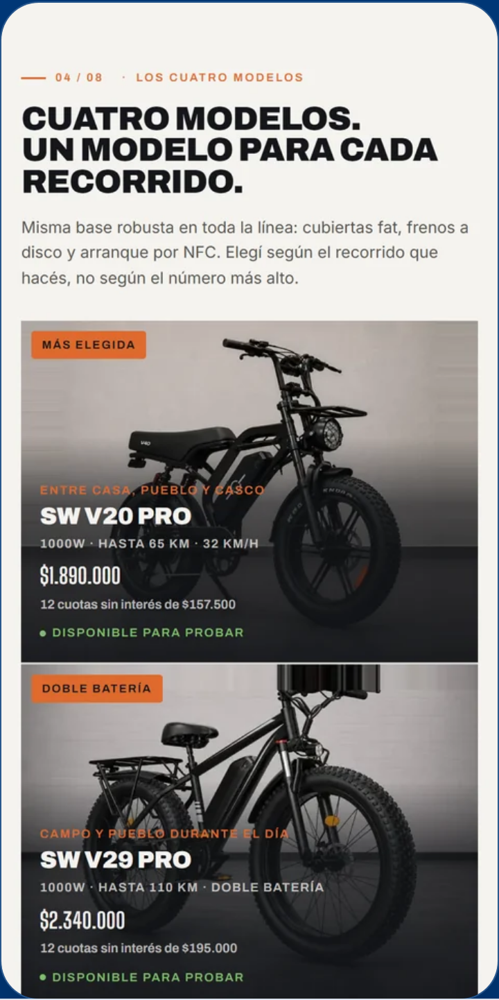 04 / 08 · LOS CUATRO MODELOS
CUATRO MODELOS.
UN MODELO PARA CADA
RECORRIDO.
Misma base robusta en toda la línea: cubiertas fat, frenos a
disco y arranque por NFC. Elegí según el recorrido que
hacés, no según el número más alto.
MÁS ELEGIDA
V40
ENTRE CASA, PUEBLO Y CASCO
SW V20 PRO
1000W · HASTA 65 KM · 32 KM/H
$1.890.000
12 cuotas sin interés de $157.500
DISPONIBLE PARA PROBAR
DOBLE BATERÍA
CAMPO Y PUEBLO DURANTE EL DÍA
SW V29 PRO
1000W · HASTA 110 KM · DOBLE BATERÍA
$2.340.000
12 cuotas sin interés de $195.000
DISPONIBLE PARA PROBAR